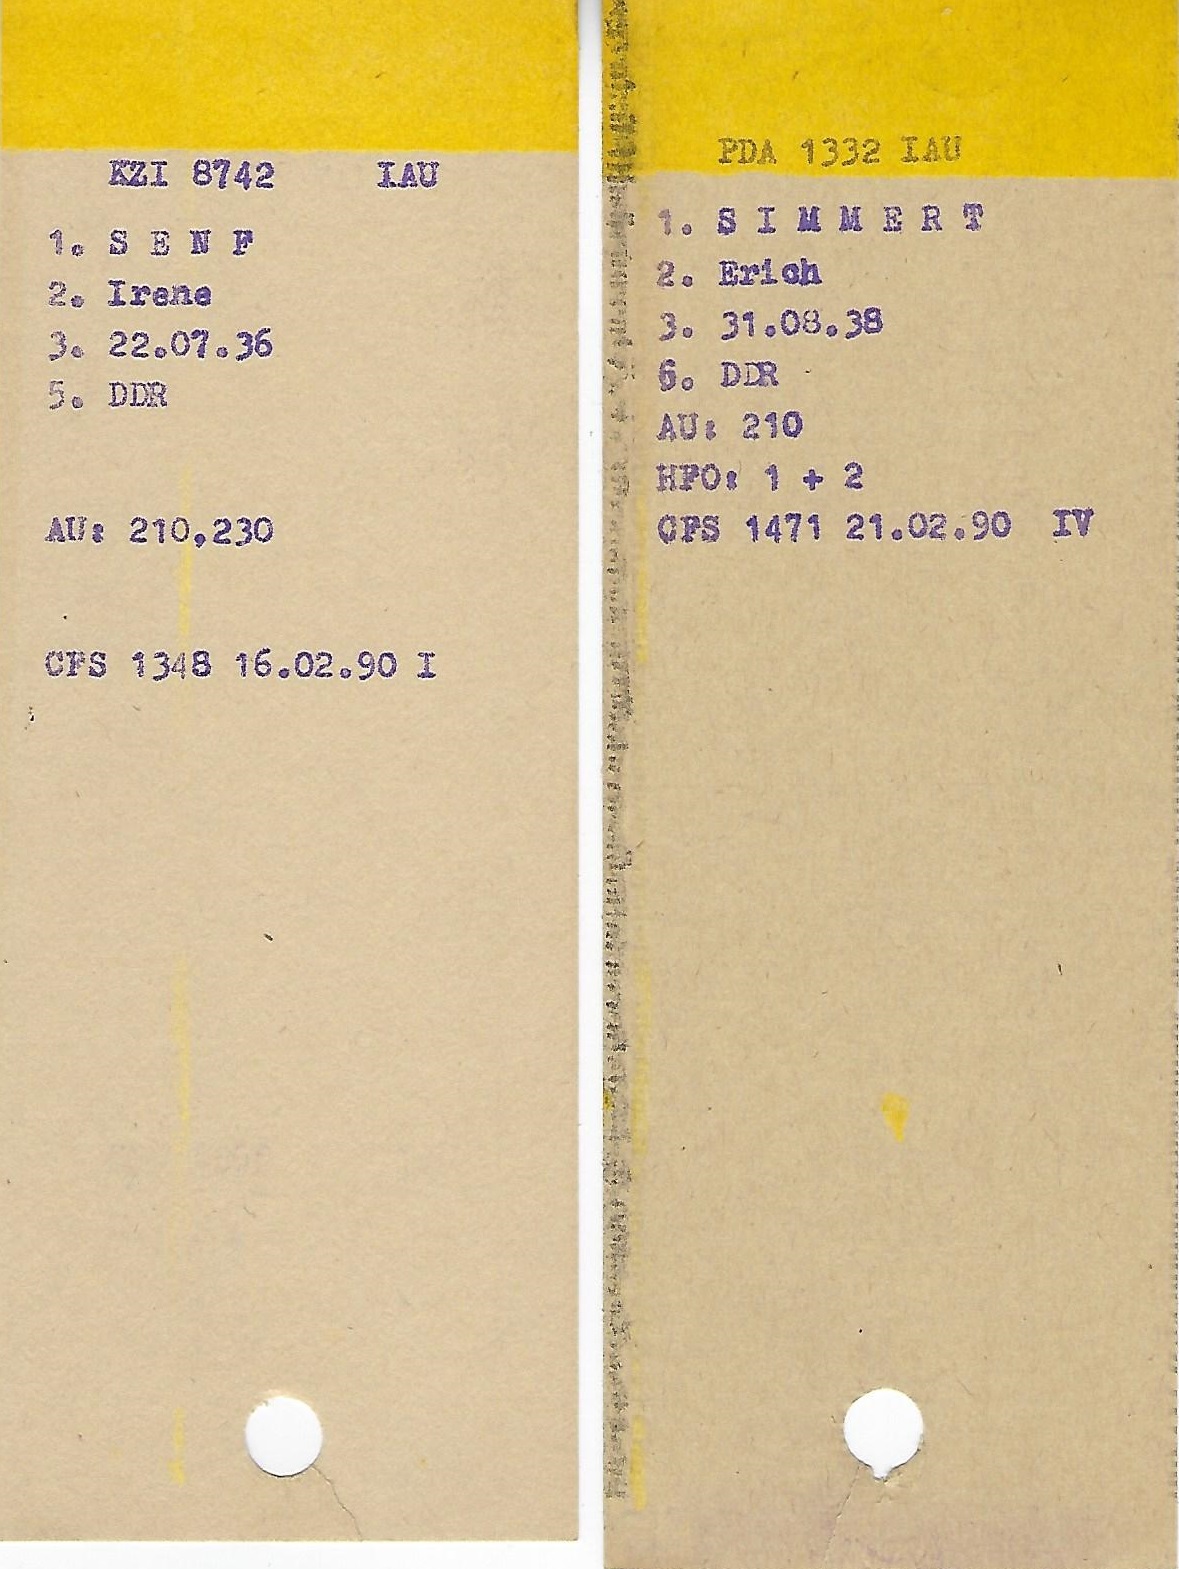 KZI 8742 IAU
1. S E N F
2. Irene
3. 22.07.36
5. DDR
AU: 210,230
CFS 1348 16.02.90 I
PDA 1332 IAU
1. S I M M E R T
2. Erich
3. 31.08.38
6. DDR
AU: 210
HFO: 1 + 2
CFS 1471 21.02.90 IV